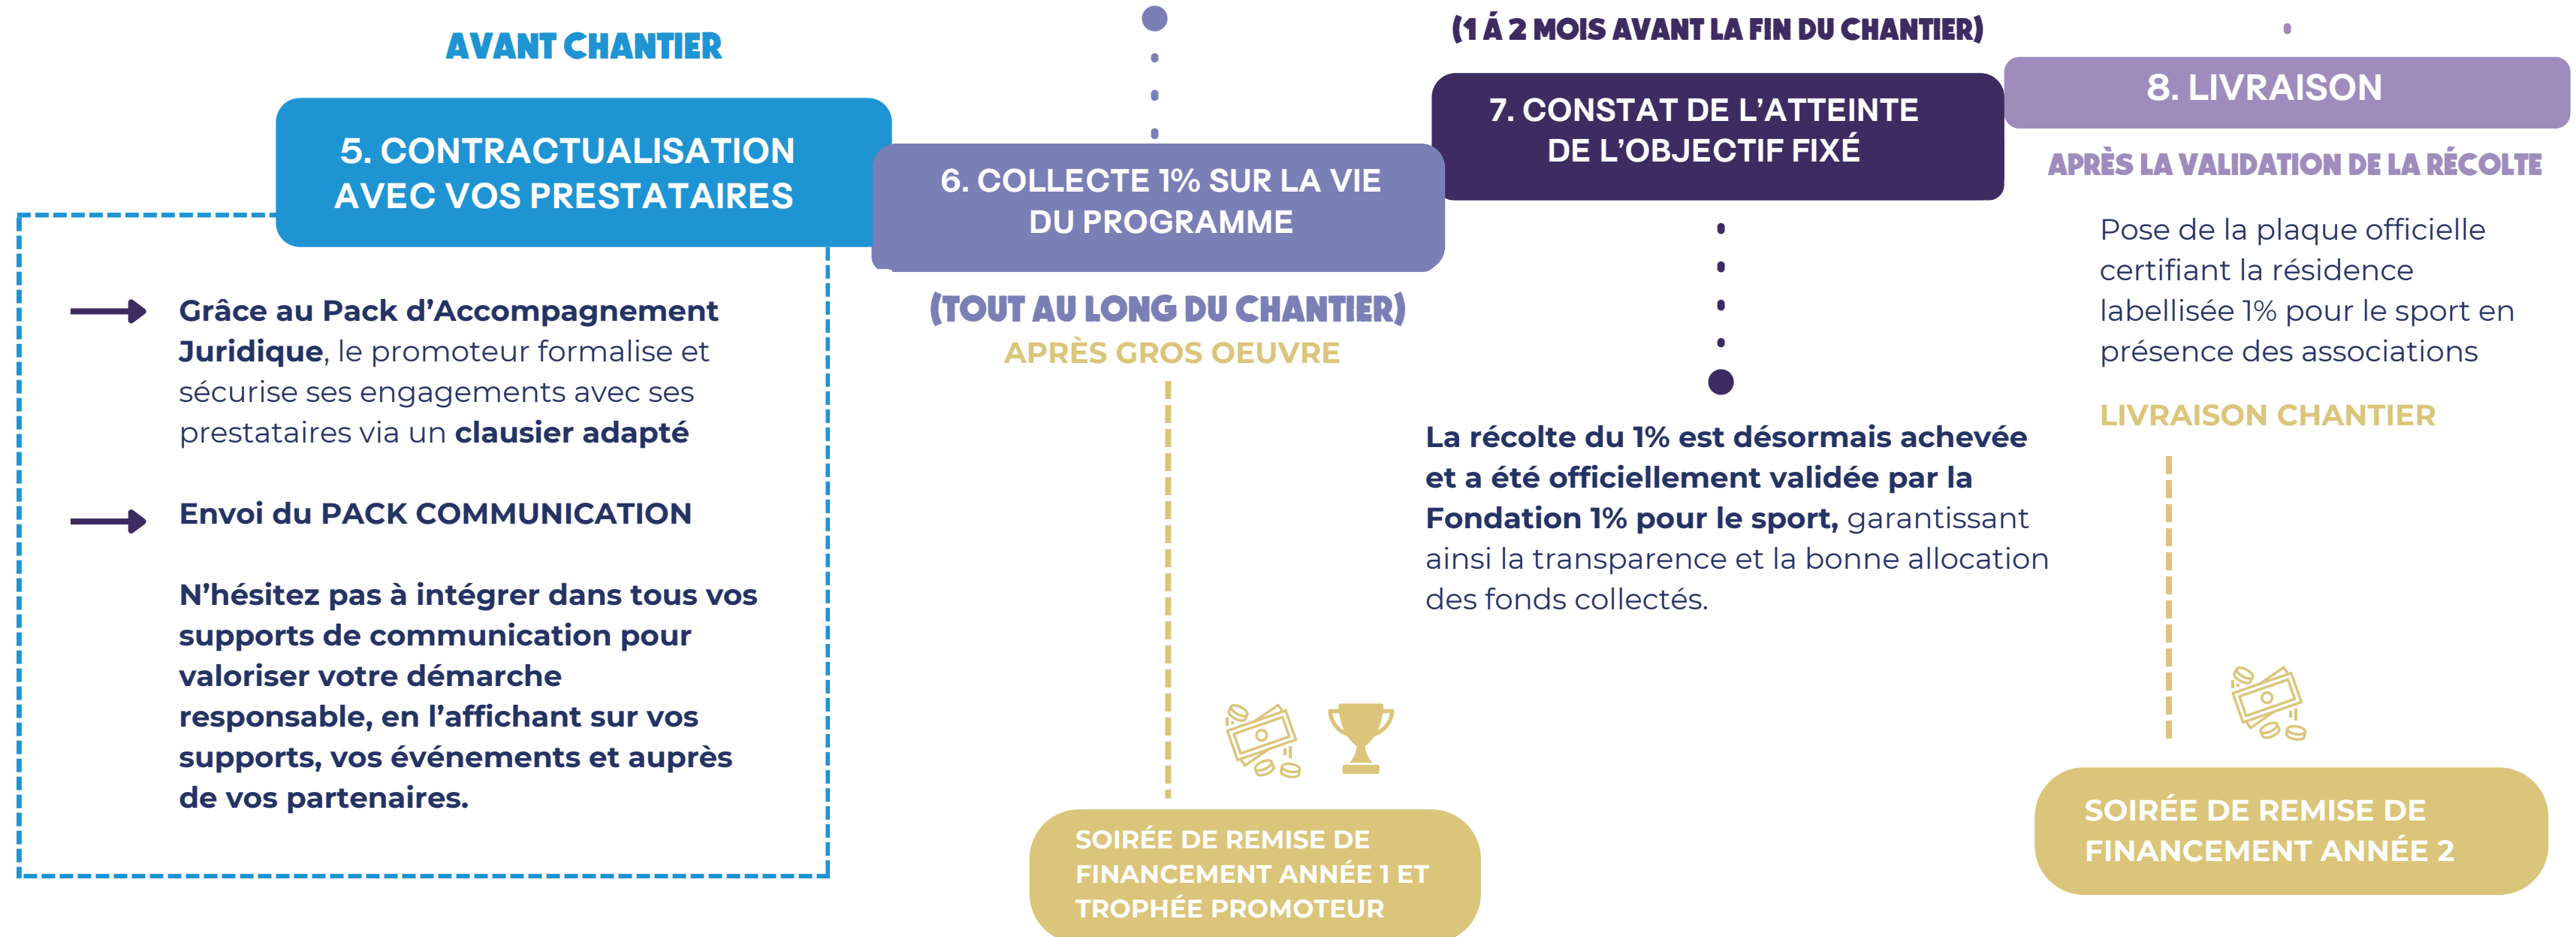 AVANT CHANTIER
5. CONTRACTUALISATION
AVEC VOS PRESTATAIRES
Grâce au Pack d’Accompagnement
Juridique, le promoteur formalise et
sécurise ses engagements avec ses
prestataires via un clausier adapté
Envoi du PACK COMMUNICATION
N’hésitez pas à intégrer dans tous vos
supports de communication pour
valoriser votre démarche
responsable, en l’affichant sur vos
supports, vos événements et auprès
de vos partenaires.
6. COLLECTE 1% SUR LA VIE
DU PROGRAMME
(TOUT AU LONG DU CHANTIER)
APRÈS GROS OEUVRE
SOIRÉE DE REMISE DE
FINANCEMENT ANNÉE 1 ET
TROPHÉE PROMOTEUR
(1 Á 2 MOIS AVANT LA FIN DU CHANTIER)
7. CONSTAT DE L’ATTEINTE
DE L’OBJECTIF FIXÉ
La récolte du 1% est désormais achevée
et a été officiellement validée par la
Fondation 1% pour le sport, garantissant
ainsi la transparence et la bonne allocation
des fonds collectés.
8. LIVRAISON
APRÈS LA VALIDATION DE LA RÉCOLTE
Pose de la plaque officielle
certifiant la résidence
labellisée 1% pour le sport en
présence des associations
LIVRAISON CHANTIER
SOIRÉE DE REMISE DE
FINANCEMENT ANNÉE 2